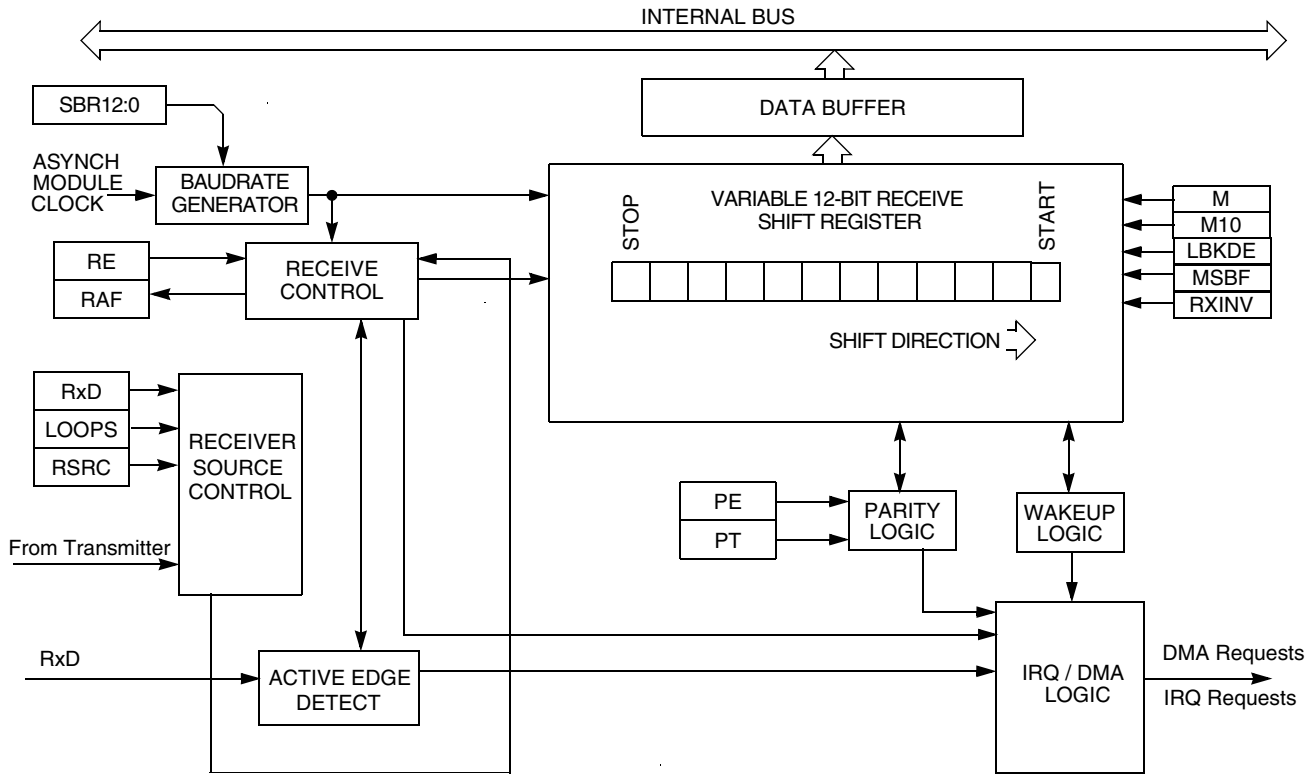 INTERNAL BUS
SBR12:0
DATA BUFFER
ASYNCH
MODULE
CLOCK
BAUDRATE
GENERATOR
VARIABLE 12-BIT RECEIVE
SHIFT REGISTER
STOP
START
M
M10
LBKDE
MSBF
RXINV
RE
RAF
RECEIVE
CONTROL
SHIFT DIRECTION
RxD
LOOPS
RSRC
RECEIVER
SOURCE
CONTROL
From Transmitter
PE
PT
PARITY
LOGIC
WAKEUP
LOGIC
RxD
ACTIVE EDGE
DETECT
IRQ / DMA
LOGIC
DMA Requests
IRQ Requests